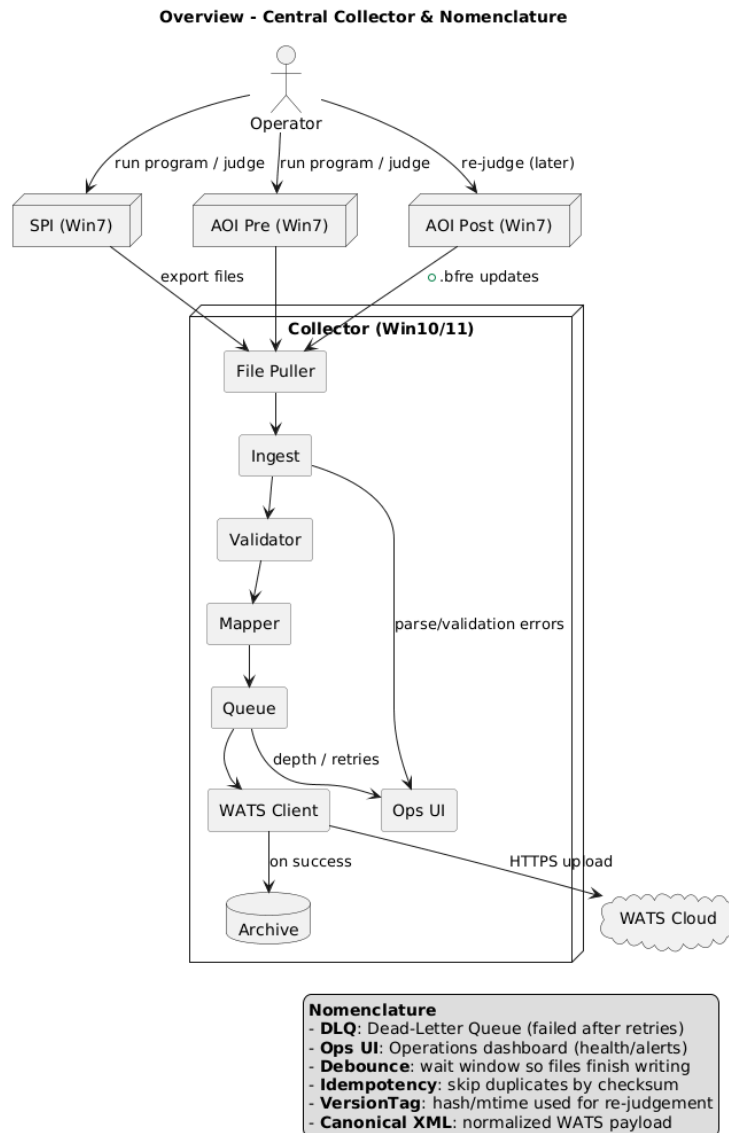 Overview - Central Collector & Nomenclature
Operator
run program / judge
run program / judge
re-judge (later)
SPI (Win7)
AOI Pre (Win7)
AOI Post (Win7)
export files
.bfre updates
Collector (Win10/11)
File Puller
Ingest
Validator
Mapper
parse/validation errors
Queue
depth / retries
WATS Client
Ops UI
on success
HTTPS upload
Archive
WATS Cloud
Nomenclature
- DLQ: Dead-Letter Queue (failed after retries)
- Ops UI: Operations dashboard (health/alerts)
- Debounce: wait window so files finish writing
- Idempotency: skip duplicates by checksum
- VersionTag: hash/mtime used for re-judgement
- Canonical XML: normalized WATS payload